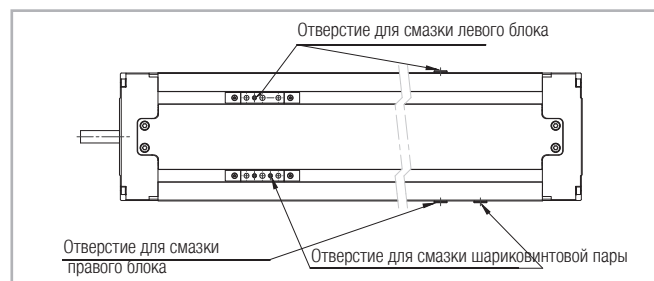 Отверстие для смазки левого блока
Отверстие для смазки
правого блока
Отверстие для смазки шариковинтовой пары